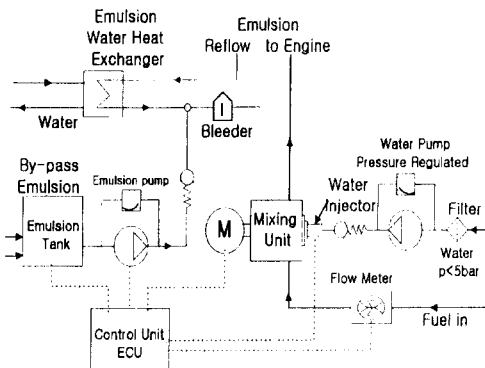 Emulsion
Water Heat
Exchanger
Emulsion
Reflow to Engine
Water
Bleeder
By-pass
Emulsion
Emulsion pump
Emulsion
Tank
M
Mixing
Unit
Water
Injector
Water Pump
Pressure Regulated
Filter
Water
p<5bar
Flow Meter
Fuel in
Control Unit
ECU